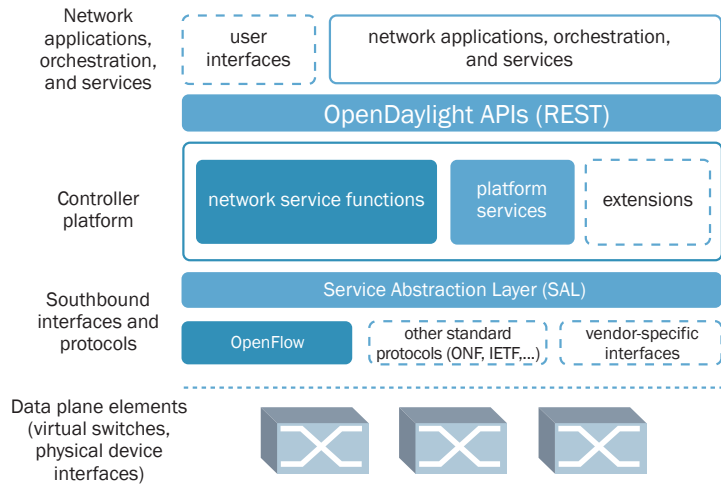 Network
applications,
orchestration,
and services
user
interfaces
network applications, orchestration,
and services
OpenDaylight APIs (REST)
Controller
platform
network service functions
platform
services
extensions
Southbound
interfaces and
protocols
Service Abstraction Layer (SAL)
OpenFlow
other standard
protocols (ONF, IETF,...)
vendor-specific
interfaces
Data plane elements
(virtual switches,
physical device
interfaces)